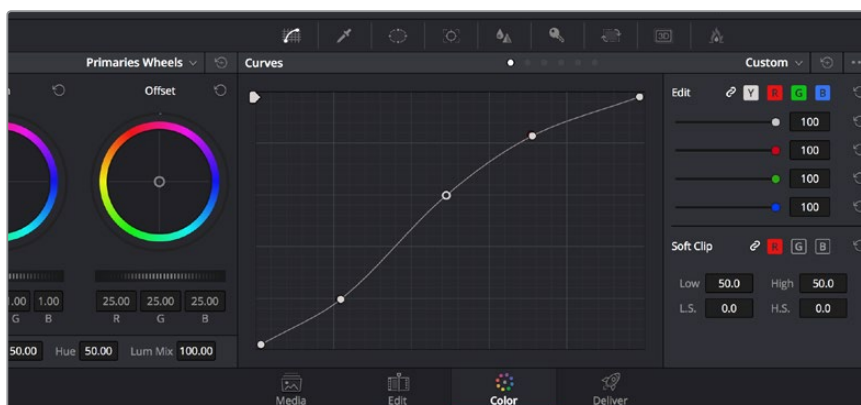 Primaries Wheels
Curves
Custom
Offset
Edit
Y
R
G
B
100
100
100
100
Soft Clip
R
G
B
Low 50.0 High 50.0
L.S. 0.0 H.S. 0.0
1.00 25.00 25.00 25.00
G B R G B
50.00 Hue 50.00 Lum Mix 100.00
3D
Media Edit Color Deliver